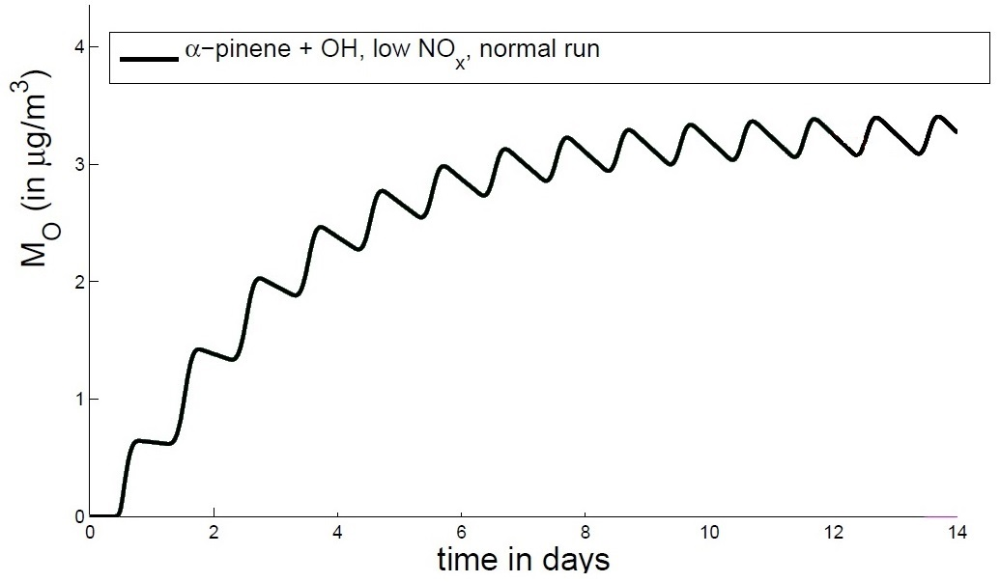 α−pinene + OH, low NOₓ, normal run
M_O (in μg/m³)
4
3
2
1
0
0 2 4 6 8 10 12 14
time in days